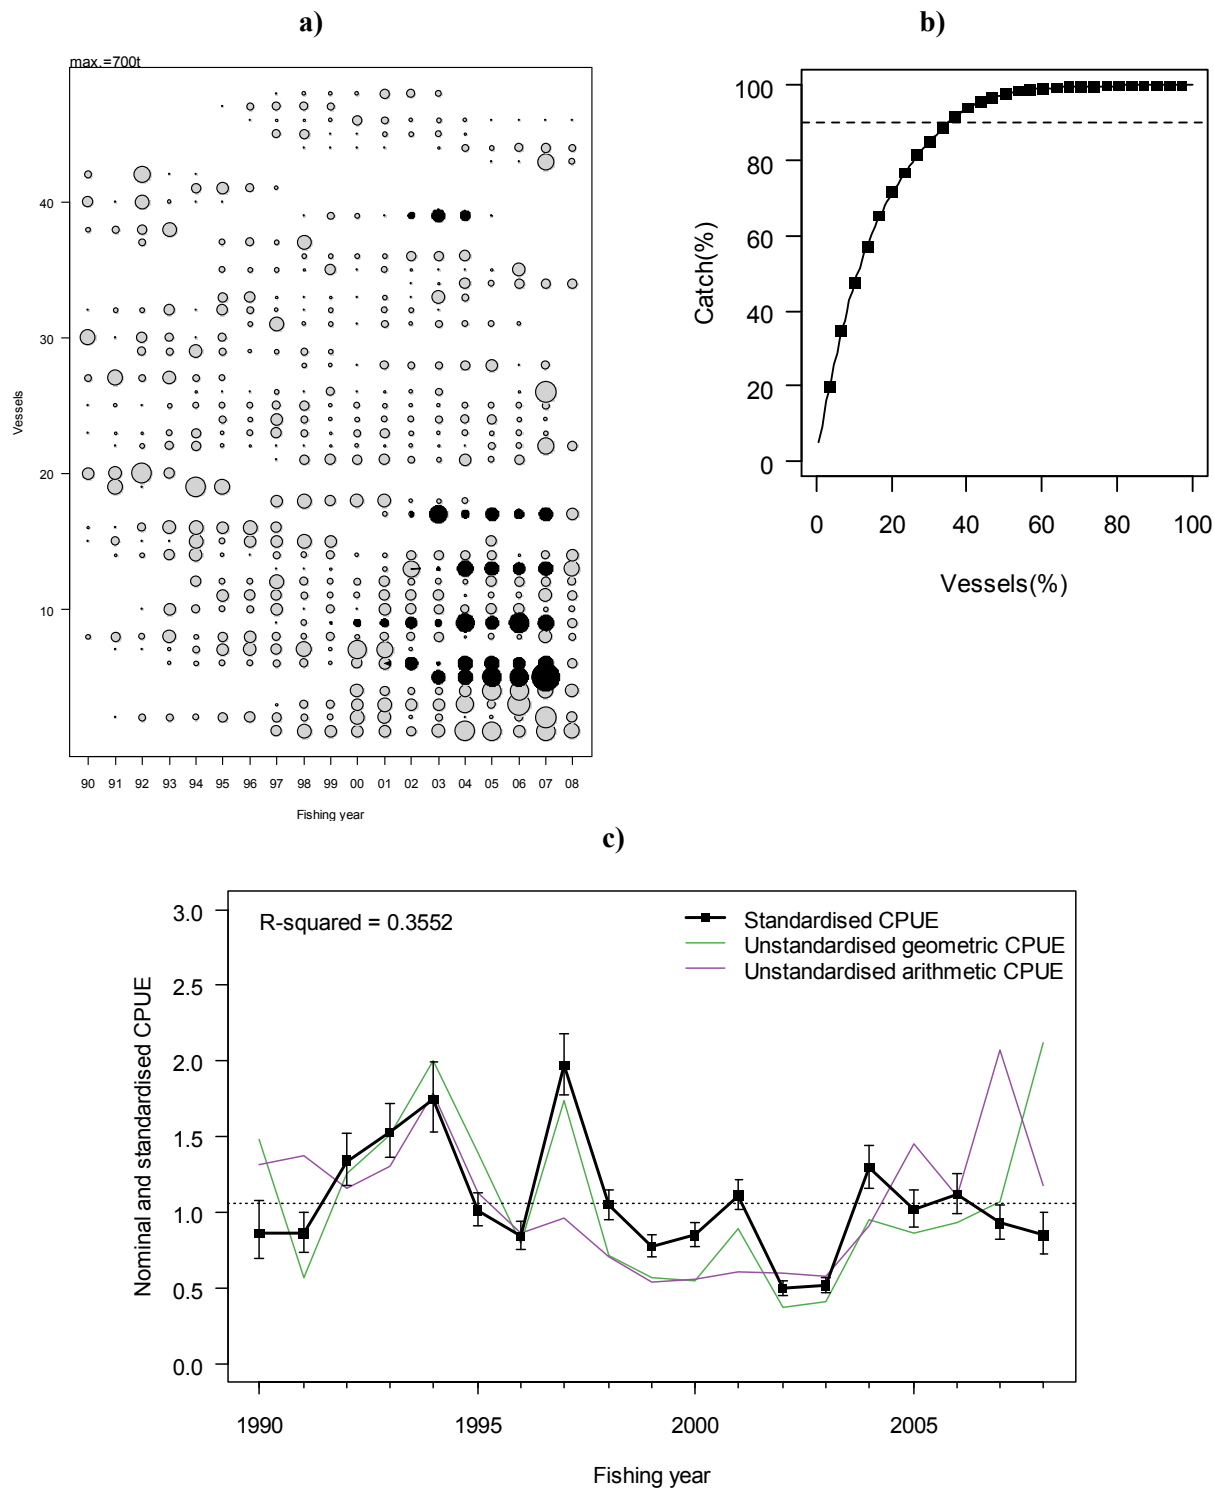 a)
max.=700t
Vessels
40
30
20
10
90 91 92 93 94 95 96 97 98 99 00 01 02 03 04 05 06 07 08
Fishing year
b)
Catch(%)
100
80
60
40
20
0
0 20 40 60 80 100
Vessels(%)
c)
R-squared = 0.3552
Standardised CPUE
Unstandardised geometric CPUE
Unstandardised arithmetic CPUE
Nominal and standardised CPUE
3.0
2.5
2.0
1.5
1.0
0.5
0.0
1990 1995 2000 2005
Fishing year